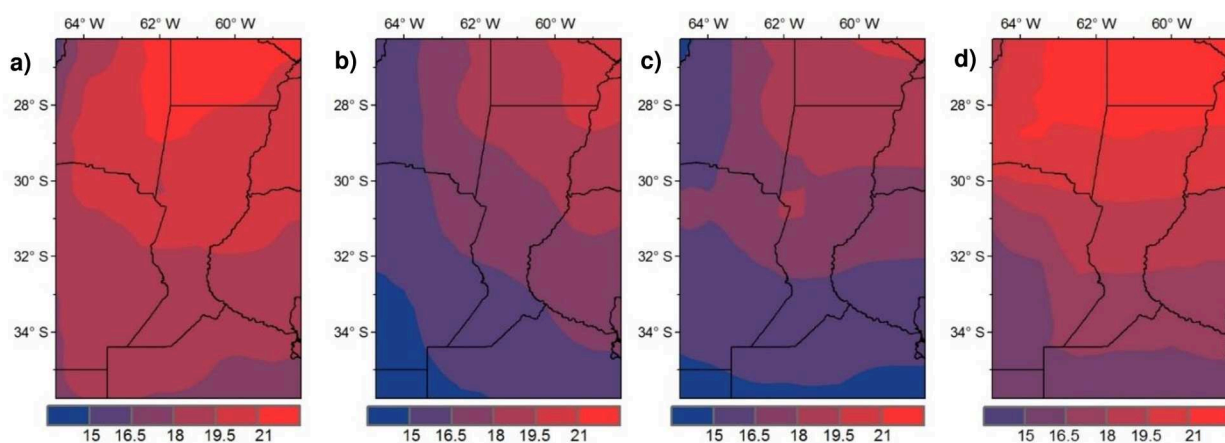 64° W 62° W 60° W 64° W 62° W 60° W 64° W 62° W 60° W 64° W 62° W 60° W
a) b) c) d)
28° S 28° S 28° S 28° S
30° S 30° S 30° S 30° S
32° S 32° S 32° S 32° S
34° S 34° S 34° S 34° S
15 16.5 18 19.5 21 15 16.5 18 19.5 21 15 16.5 18 19.5 21 15 16.5 18 19.5 21